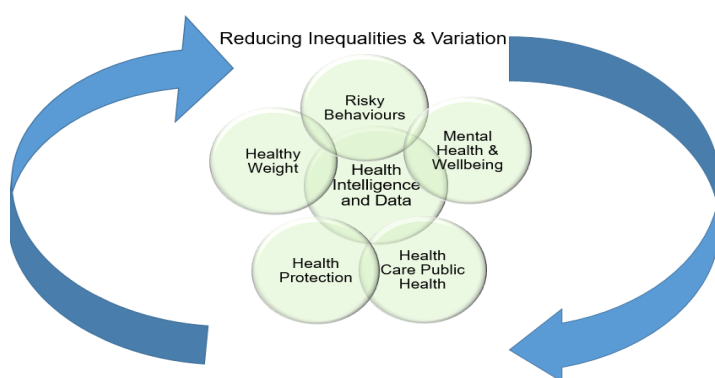 Reducing Inequalities & Variation
Risky
Behaviours
Mental
Health &
Wellbeing
Healthy
Weight
Health
Intelligence
and Data
Health
Protection
Health
Care Public
Health